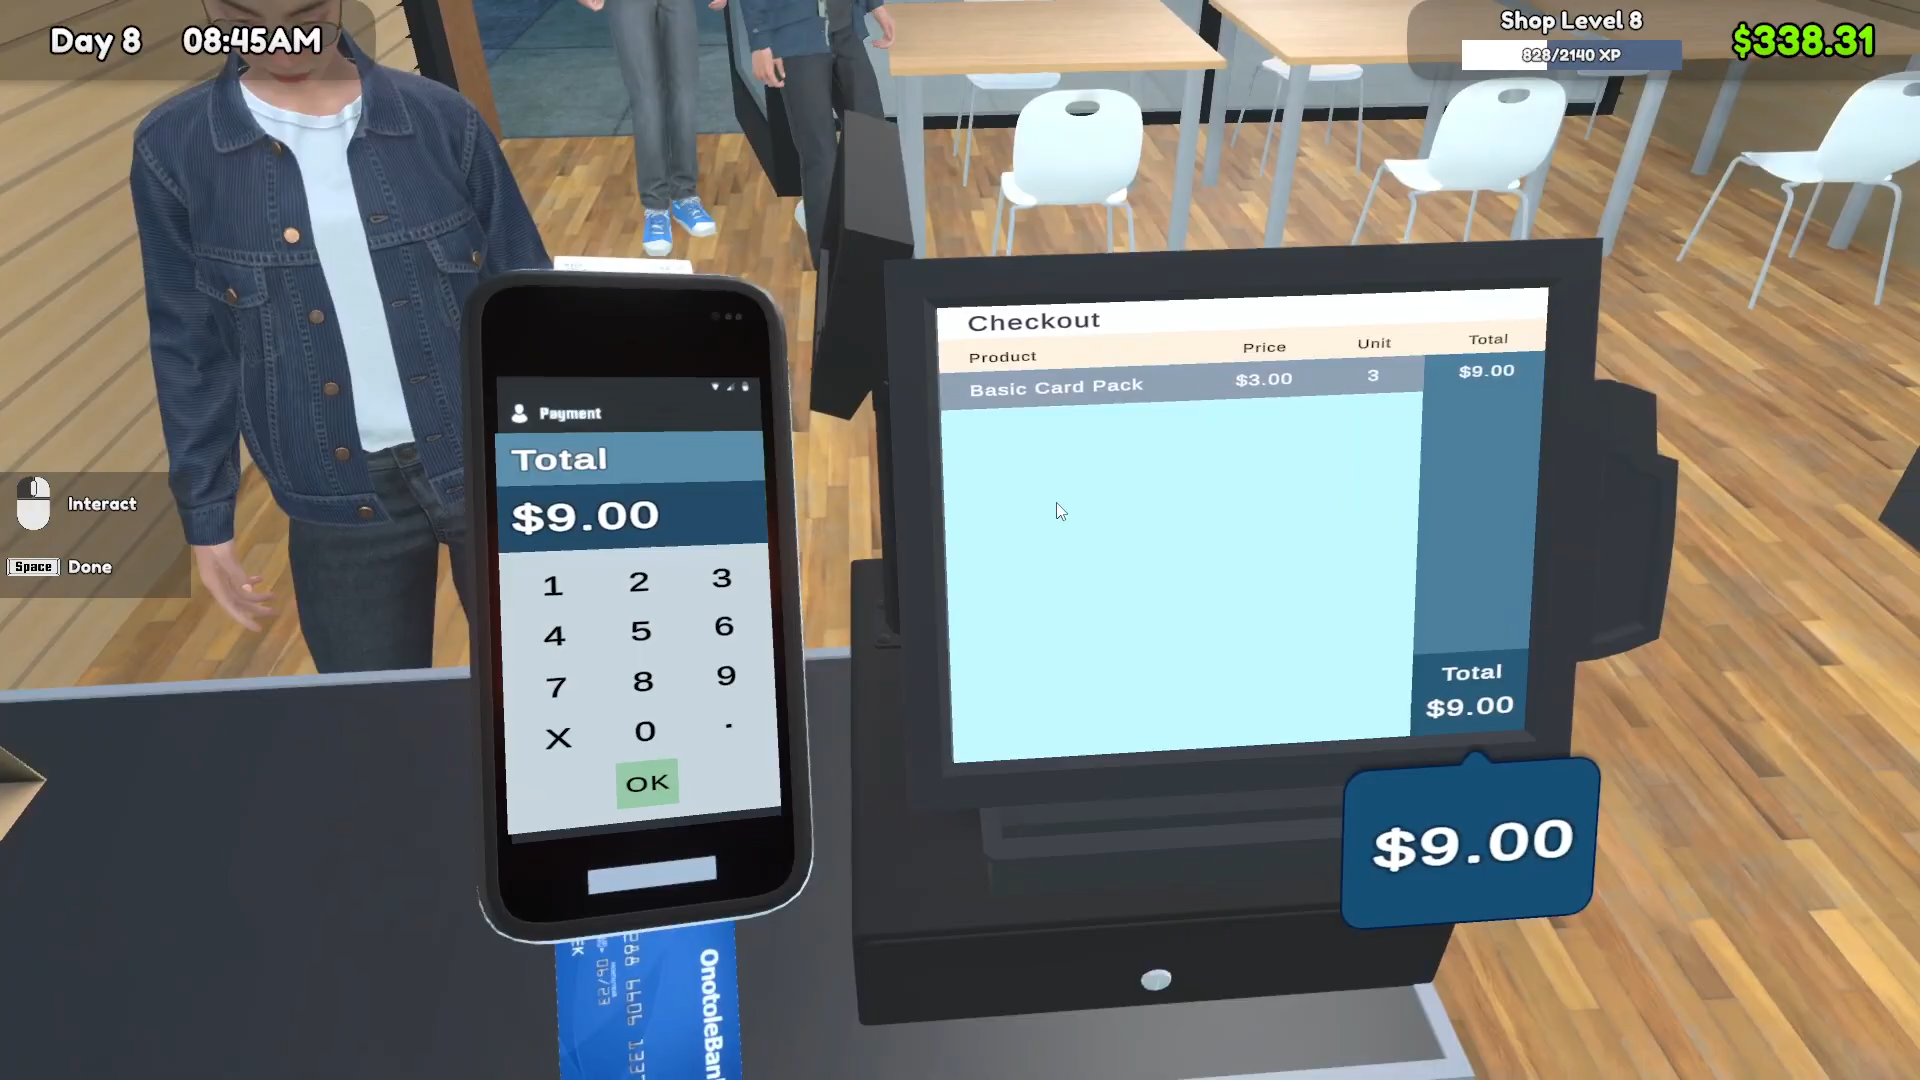 Day 8 08:45AM
Shop Level 8
828/2140 XP
$338.31
Interact
Space Done
Payment
Total
$9.00
1 2 3
4 5 6
7 8 9
X 0 .
OK
Checkout
Product Price Unit Total
Basic Card Pack $3.00 3 $9.00
Total
$9.00
$9.00
OnotoleBank
09/23